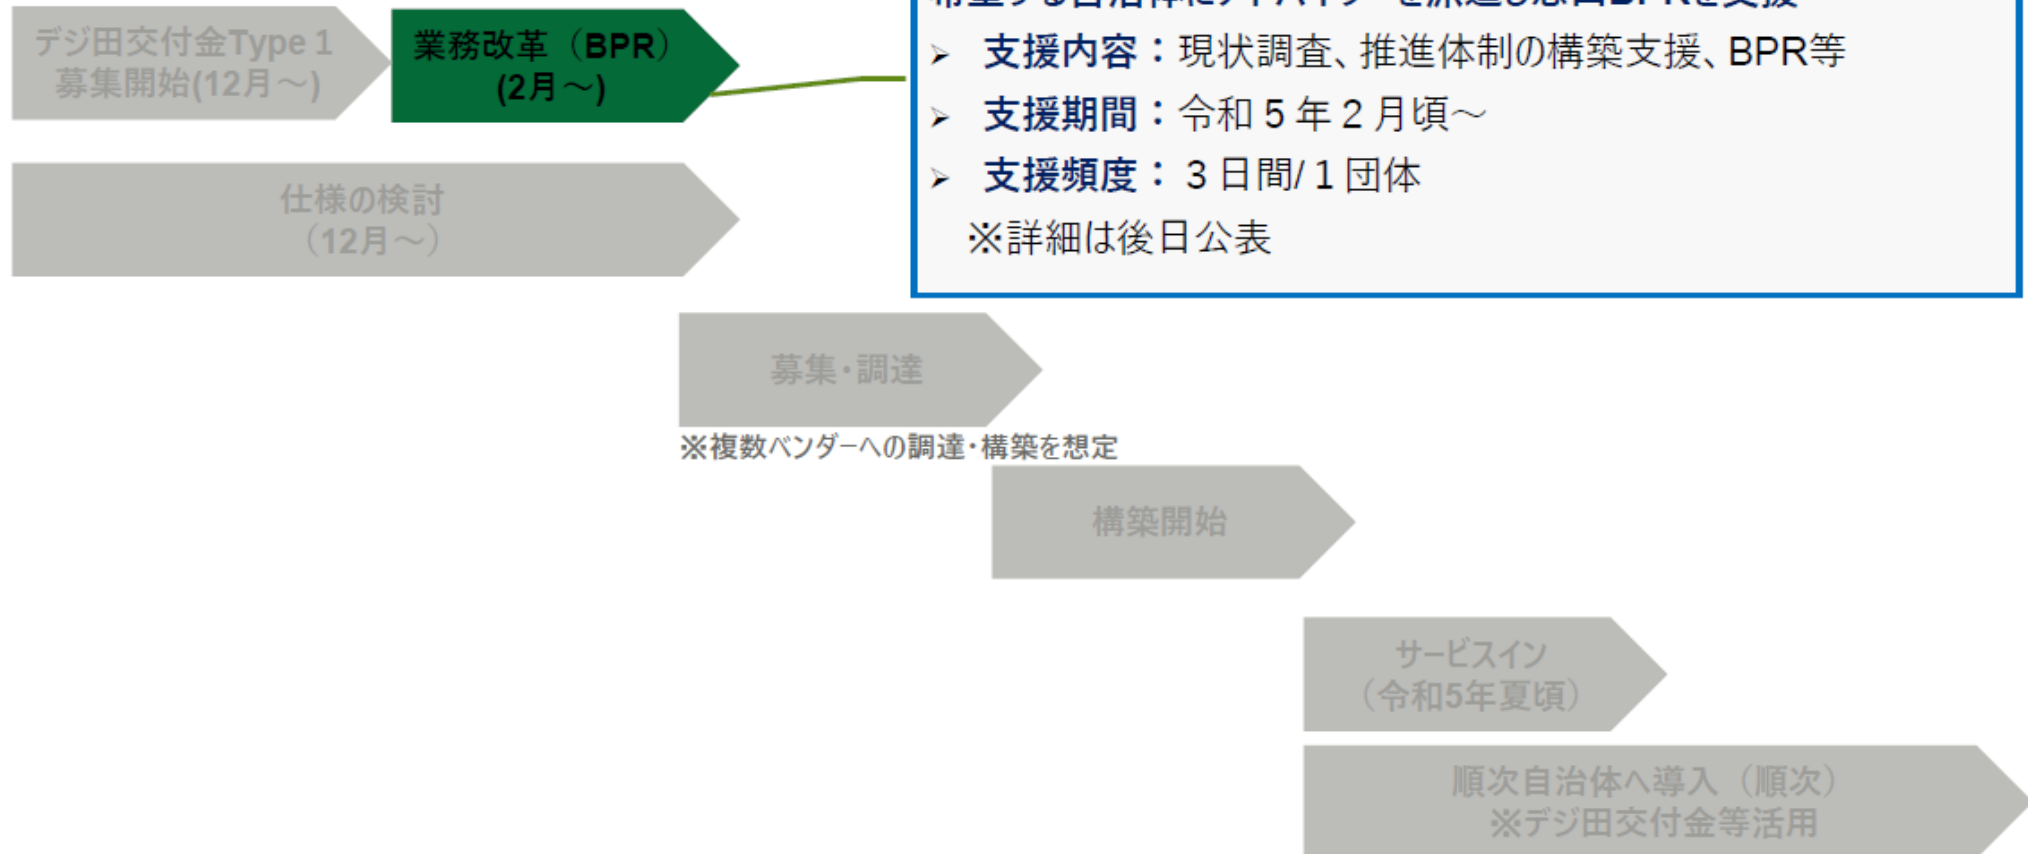 デジ田交付金Type 1
募集開始(12月～)
業務改革（BPR）
(2月～)
支援内容：現状調査、推進体制の構築支援、BPR等
支援期間：令和５年２月頃～
支援頻度：３日間/１団体
※詳細は後日公表
仕様の検討
（12月～）
募集・調達
※複数ベンダーへの調達・構築を想定
構築開始
サービスイン
（令和5年夏頃）
順次自治体へ導入（順次）
※デジ田交付金等活用